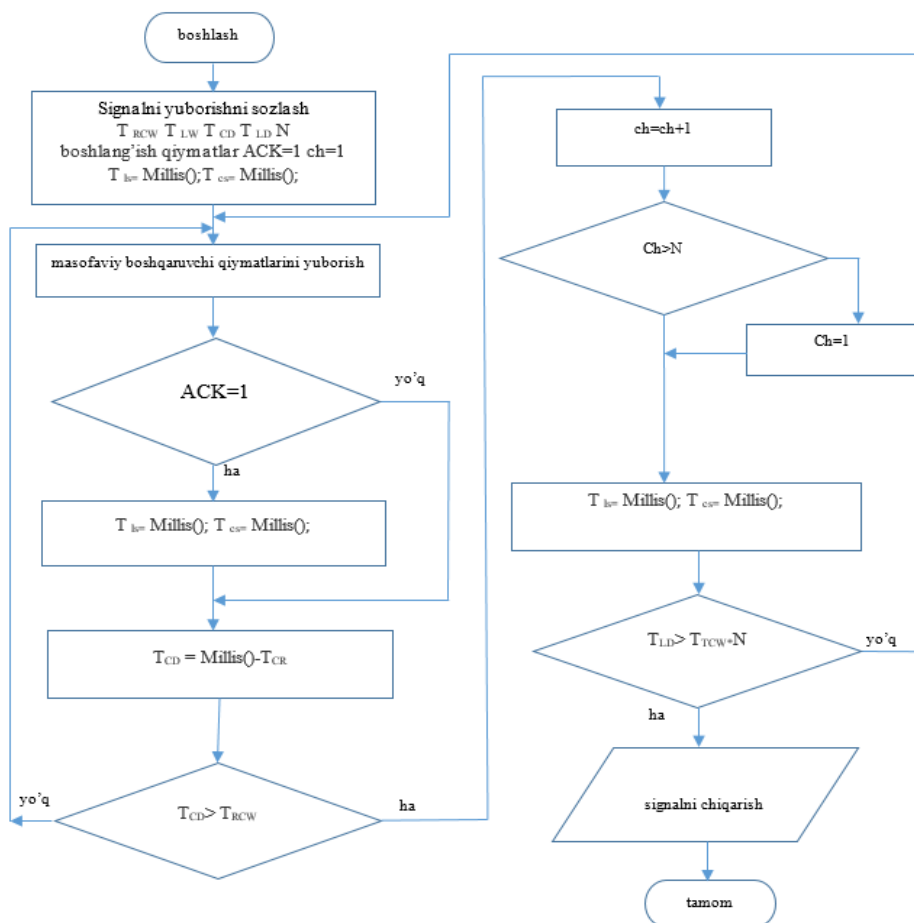 boshlash
Signalni yuborishni sozlash
T RCW T LW T CD T LD N
boshlang'ish qiymatlar ACK=1 ch=1
T ls= Millis();T cs= Millis();
masofaviy boshqaruvchi qiymatlarini yuborish
ACK=1
yo'q
ha
T ls= Millis(); T cs= Millis();
TCD = Millis()-TCR
TCD> TRCW
yo'q
ha
ch=ch+1
Ch>N
Ch=1
T ls= Millis(); T cs= Millis();
TLD> TTCW*N
yo'q
ha
signalni chiqarish
tamom